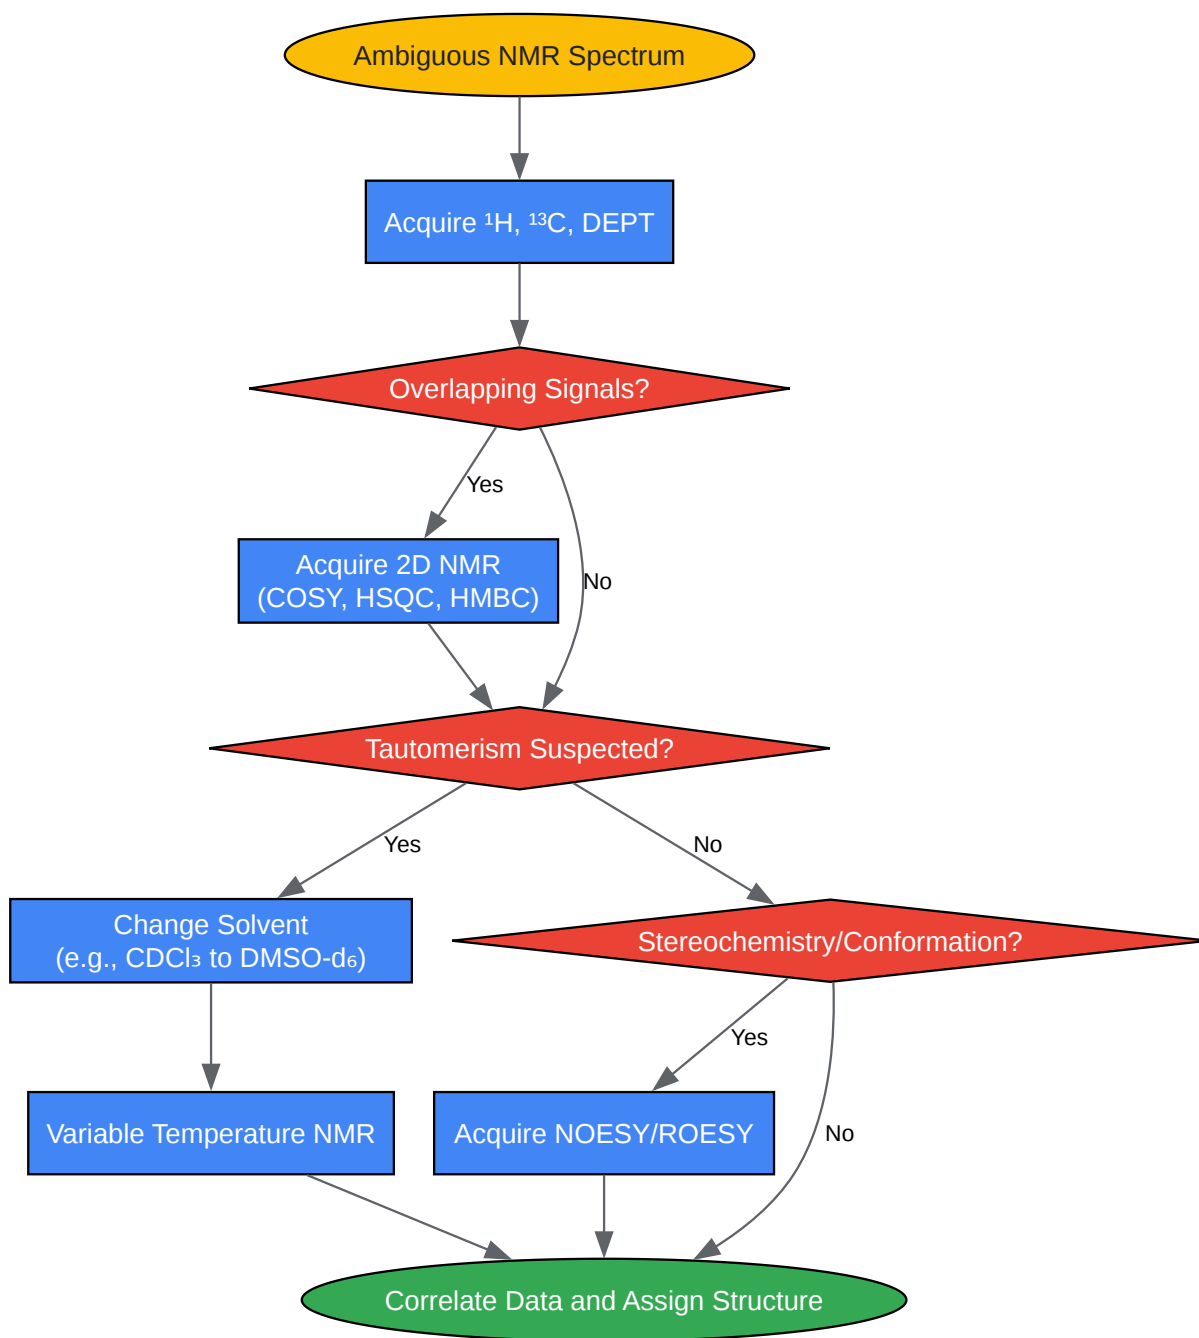 Ambiguous NMR Spectrum
Acquire ¹H, ¹³C, DEPT
Overlapping Signals?
Yes
Acquire 2D NMR
(COSY, HSQC, HMBC)
No
Tautomerism Suspected?
Yes
No
Change Solvent
(e.g., CDCl₃ to DMSO-d₆)
Stereochemistry/Conformation?
Yes
Variable Temperature NMR
Acquire NOESY/ROESY
No
Correlate Data and Assign Structure